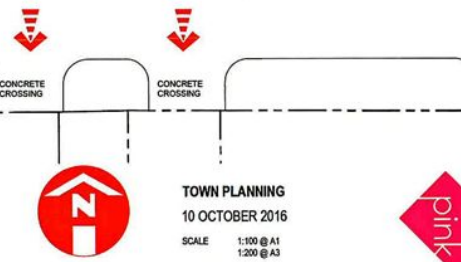 CONCRETE
CROSSING
CONCRETE
CROSSING
N
TOWN PLANNING
10 OCTOBER 2016
SCALE 1:100 @ A1
1:200 @ A3
pink